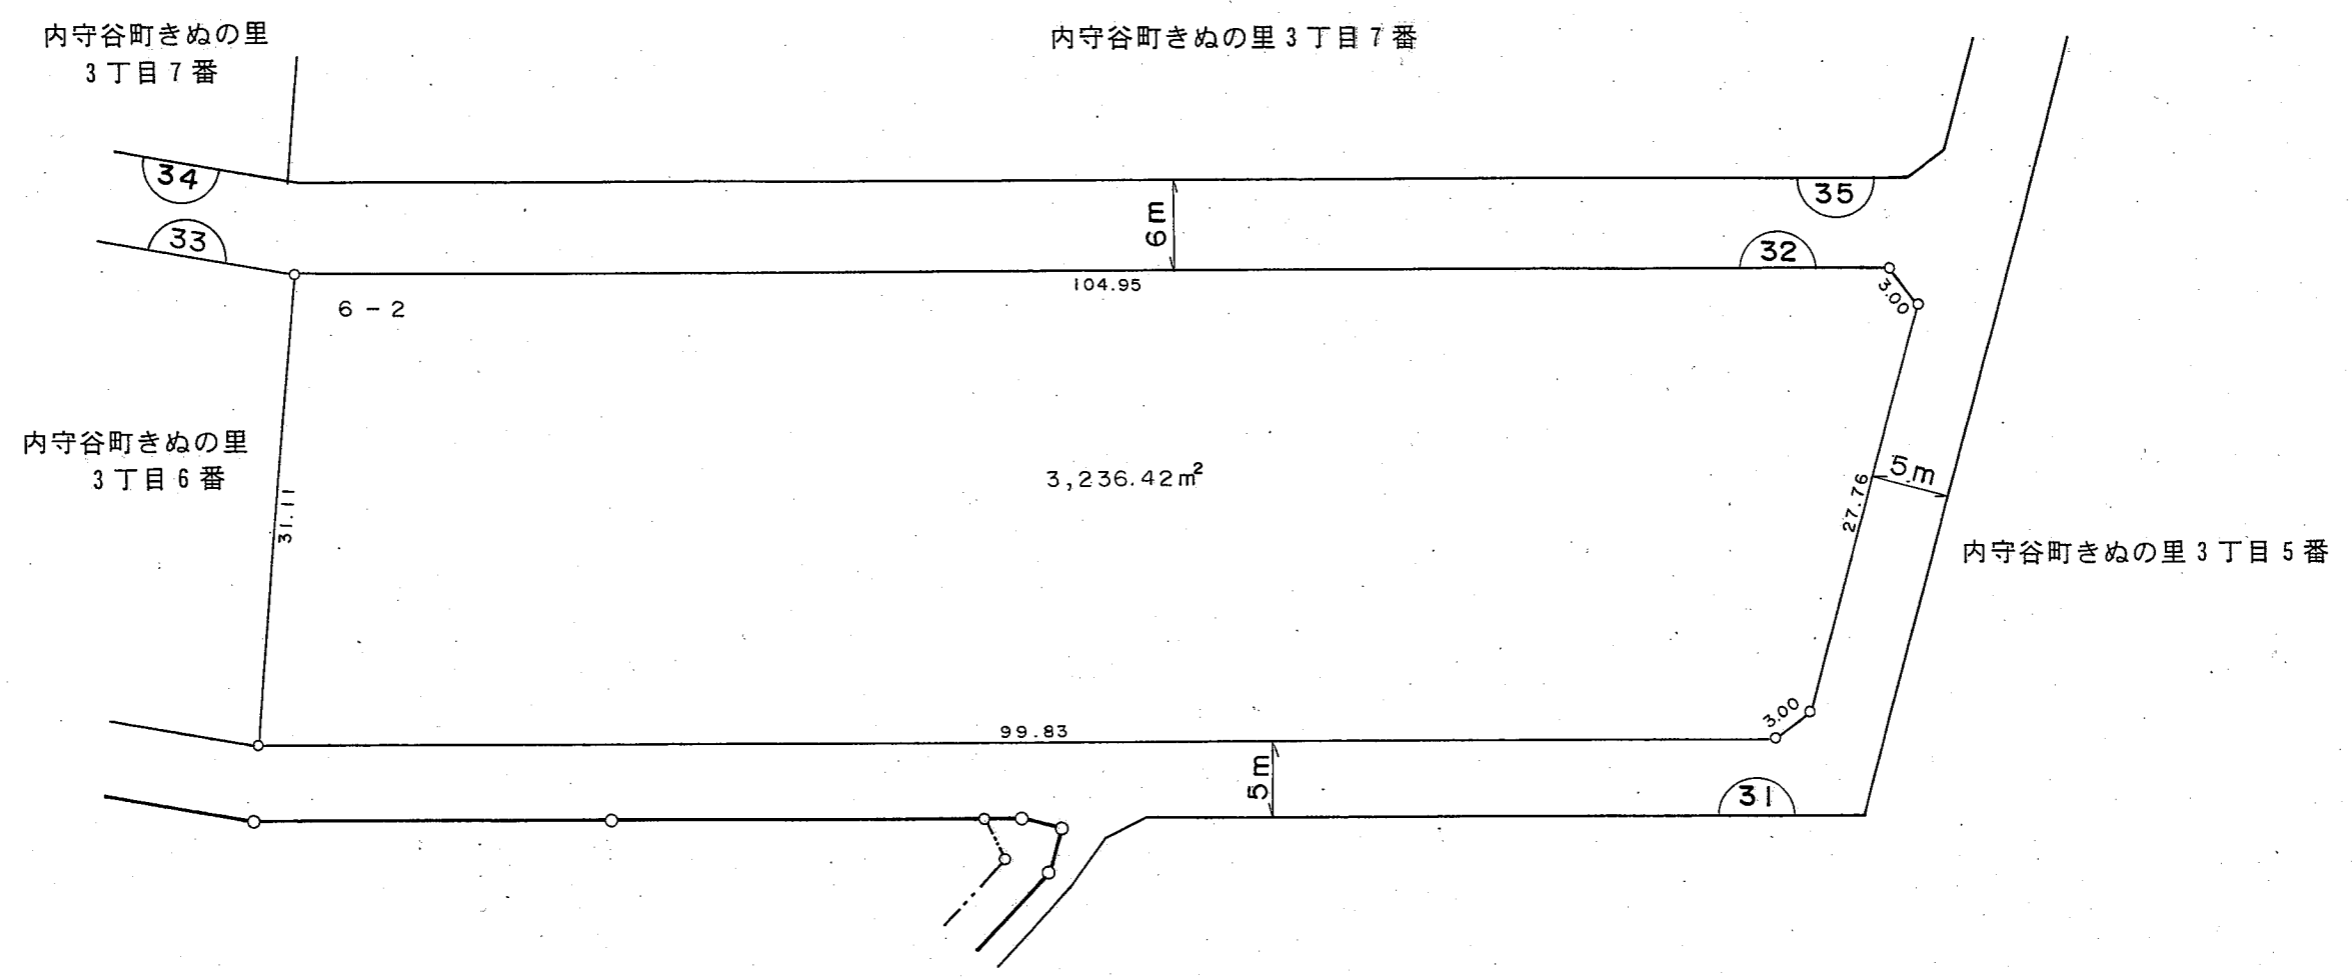 内守谷町きぬの里
3丁目7番
内守谷町きぬの里3丁目7番
34
33
6m
35
32
104.95
3.00
6-2
内守谷町きぬの里
3丁目6番
31.11
3,236.42m²
27.76
5m
内守谷町きぬの里3丁目5番
3.00
99.83
5m
31